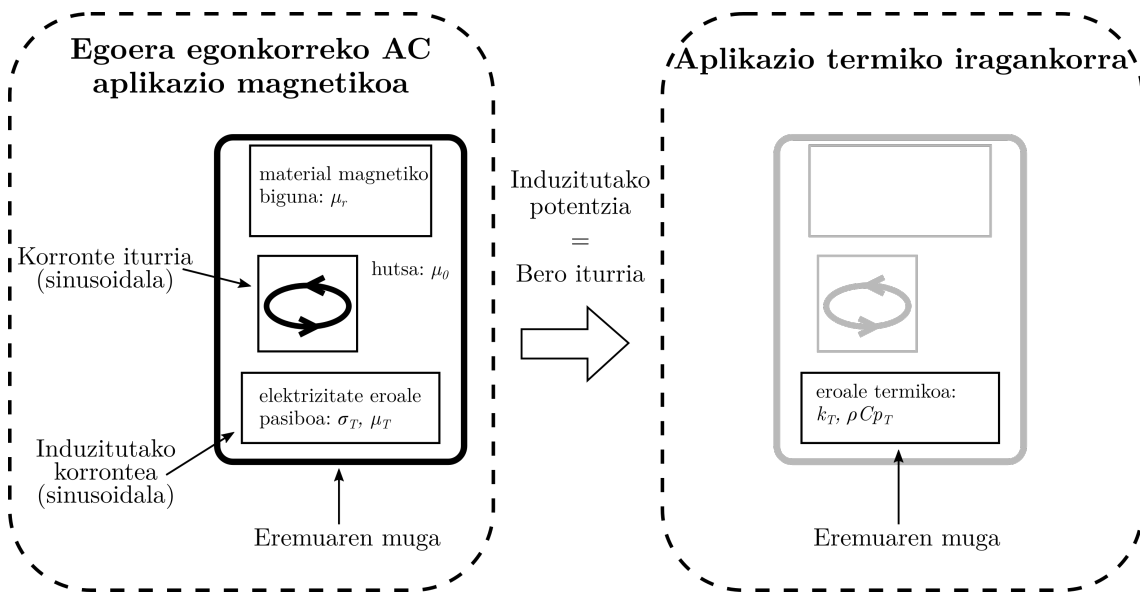 Egoera egonkorreko AC
aplikazio magnetikoa
material magnetiko
biguna: μr
Korronte iturria
(sinusoidala)
hutsa: μ0
elektrizitate eroale
pasiboa: σT, μT
Induzitutako
korrontea
(sinusoidala)
Eremuaren muga
Induzitutako
potentzia
=
Bero iturria
Aplikazio termiko iragankorra
eroale termikoa:
kT, ρCpT
Eremuaren muga